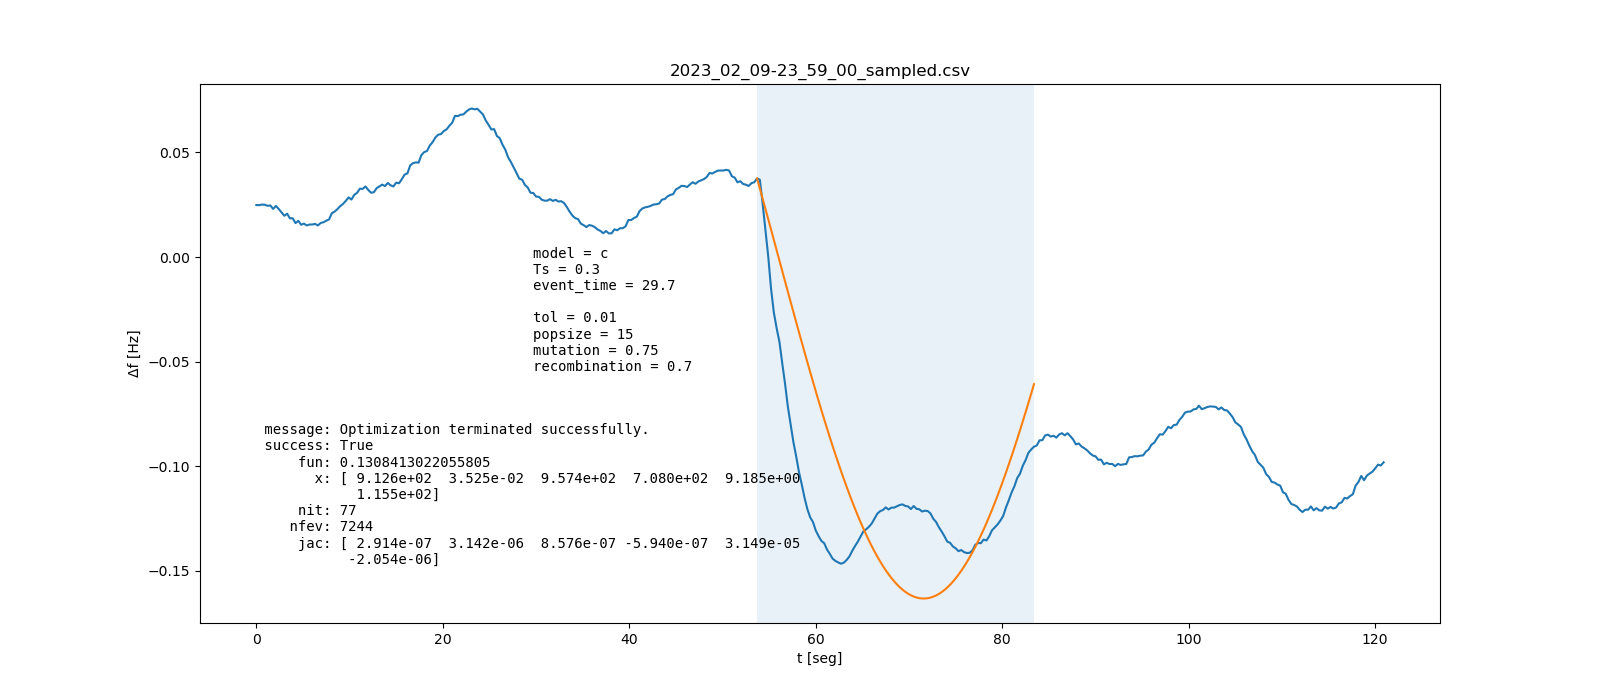 2023_02_09-23_59_00_sampled.csv
0.05
0.00
−0.05
−0.10
−0.15
Δf [Hz]
model = c
Ts = 0.3
event_time = 29.7
tol = 0.01
popsize = 15
mutation = 0.75
recombination = 0.7
message: Optimization terminated successfully.
success: True
fun: 0.1308413022055805
x: [ 9.126e+02  3.525e-02  9.574e+02  7.080e+02  9.185e+00
1.155e+02]
nit: 77
nfev: 7244
jac: [ 2.914e-07  3.142e-06  8.576e-07 -5.940e-07  3.149e-05
-2.054e-06]
0 20 40 60 80 100 120
t [seg]